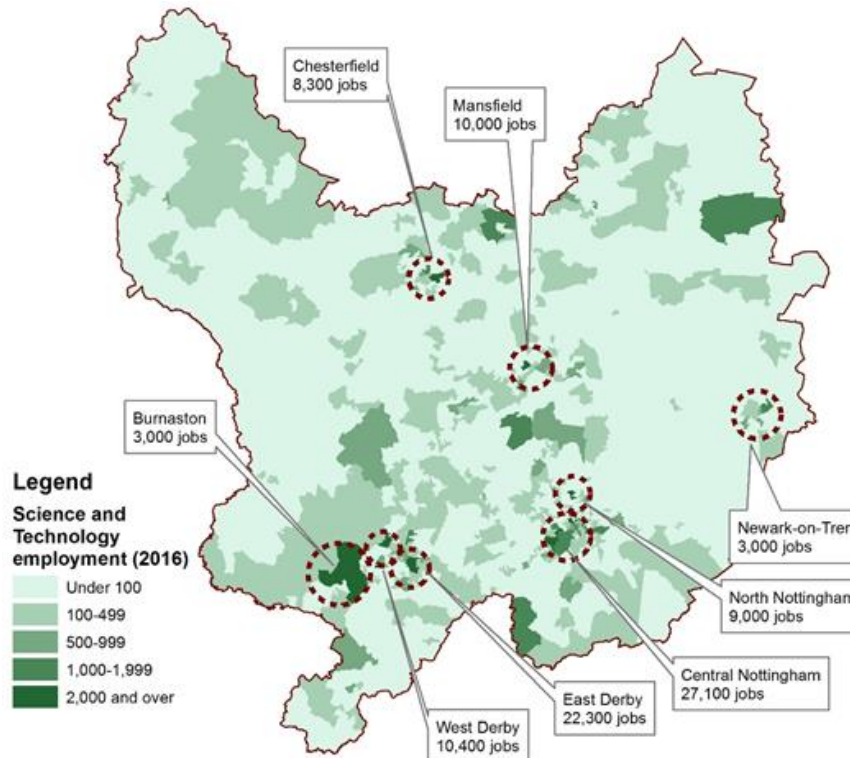 Chesterfield
8,300 jobs
Mansfield
10,000 jobs
Burnaston
3,000 jobs
Legend
Science and
Technology
employment (2016)
Under 100
100-499
500-999
1,000-1,999
2,000 and over
Newark-on-Tren
3,000 jobs
North Nottingham
9,000 jobs
Central Nottingham
27,100 jobs
East Derby
22,300 jobs
West Derby
10,400 jobs